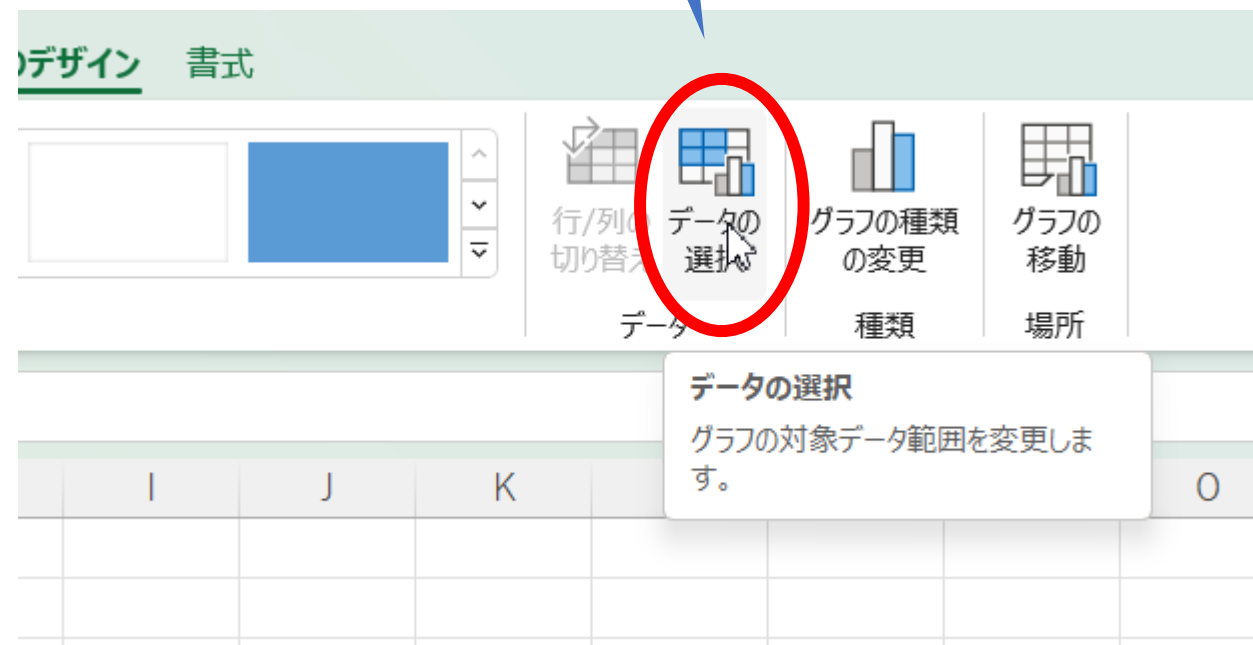 のデザイン 書式
行/列の
切り替え
データの
選択
グラフの種類
の変更
グラフの
移動
データ
種類
場所
データの選択
グラフの対象データ範囲を変更しま
す。
I J K O